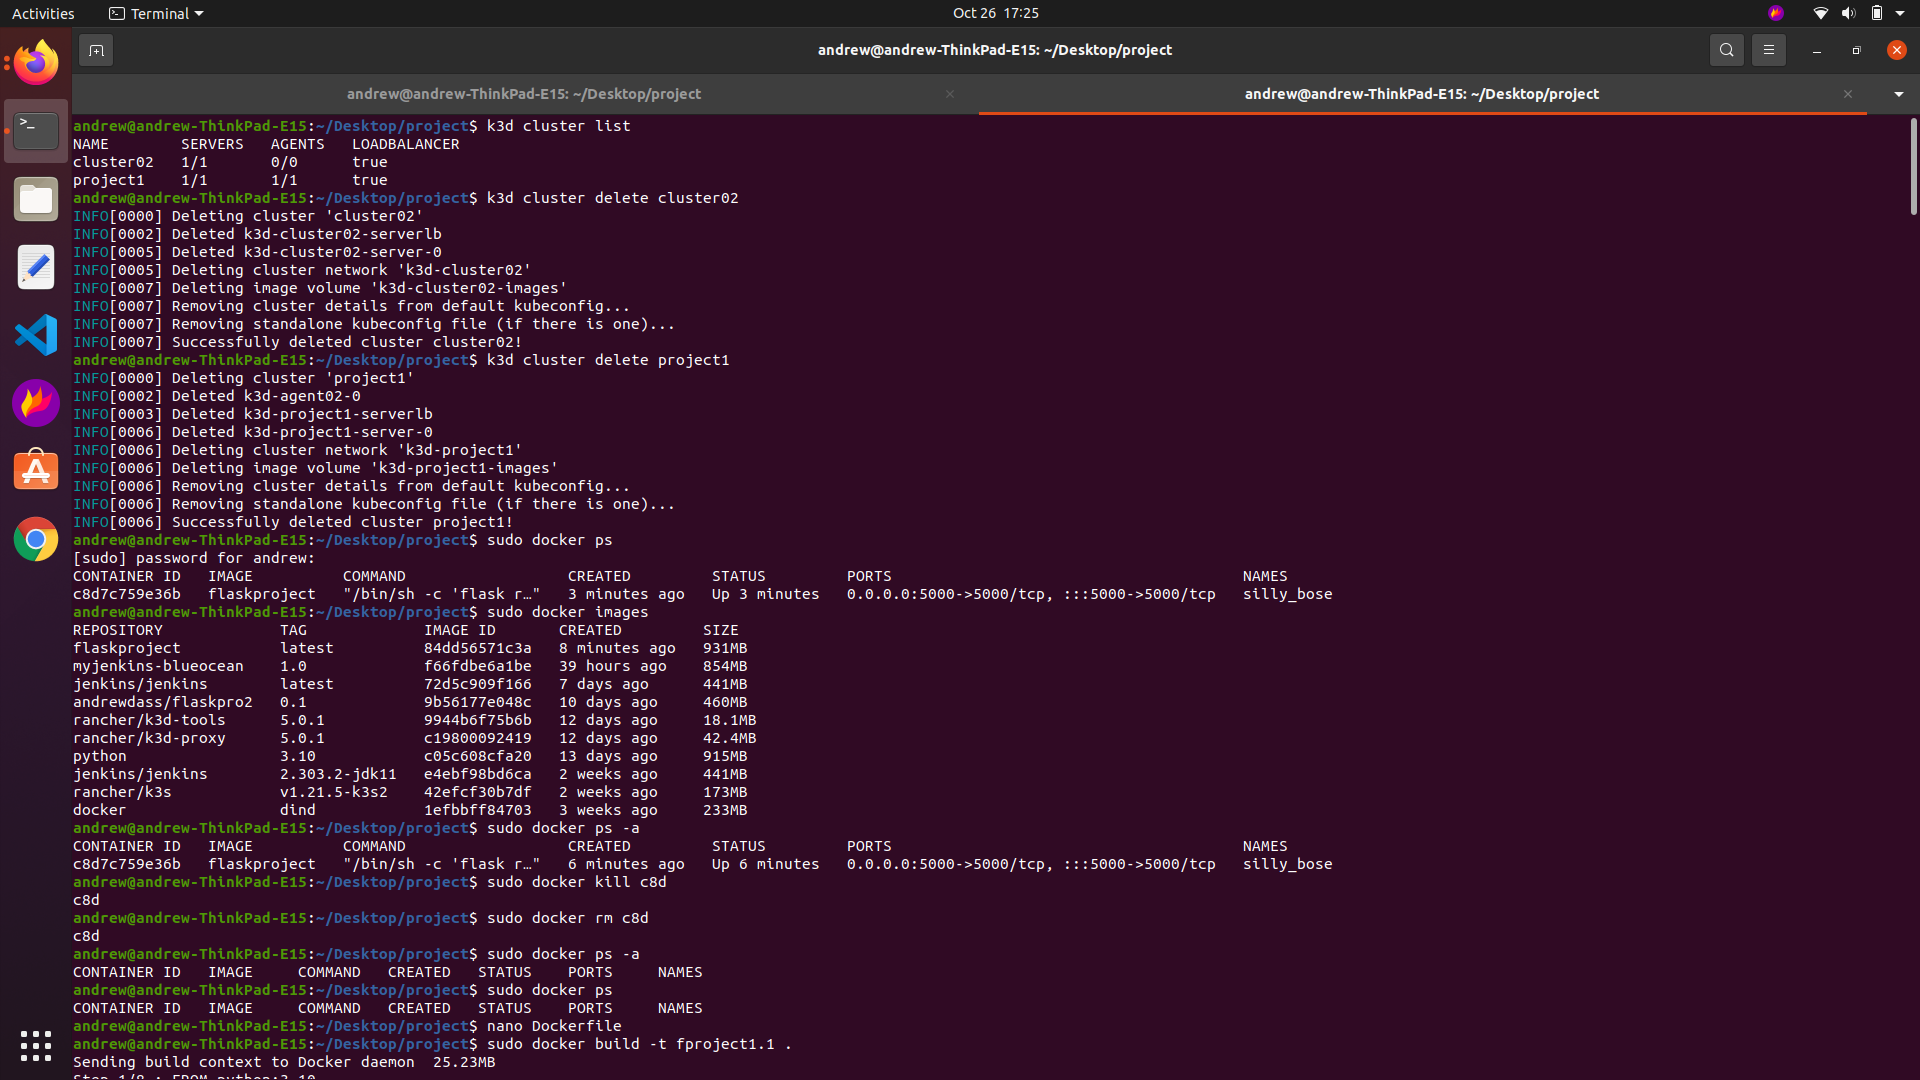 Activities
Terminal
Oct 26 17:25
andrew@andrew-ThinkPad-E15: ~/Desktop/project
andrew@andrew-ThinkPad-E15: ~/Desktop/project
andrew@andrew-ThinkPad-E15: ~/Desktop/project
andrew@andrew-ThinkPad-E15:~/Desktop/project$ k3d cluster list
NAME        SERVERS   AGENTS   LOADBALANCER
cluster02   1/1       0/0      true
project1    1/1       1/1      true
andrew@andrew-ThinkPad-E15:~/Desktop/project$ k3d cluster delete cluster02
INFO[0000] Deleting cluster 'cluster02'
INFO[0002] Deleted k3d-cluster02-serverlb
INFO[0005] Deleted k3d-cluster02-server-0
INFO[0005] Deleting cluster network 'k3d-cluster02'
INFO[0007] Deleting image volume 'k3d-cluster02-images'
INFO[0007] Removing cluster details from default kubeconfig...
INFO[0007] Removing standalone kubeconfig file (if there is one)...
INFO[0007] Successfully deleted cluster cluster02!
andrew@andrew-ThinkPad-E15:~/Desktop/project$ k3d cluster delete project1
INFO[0000] Deleting cluster 'project1'
INFO[0002] Deleted k3d-agent02-0
INFO[0003] Deleted k3d-project1-serverlb
INFO[0006] Deleted k3d-project1-server-0
INFO[0006] Deleting cluster network 'k3d-project1'
INFO[0006] Deleting image volume 'k3d-project1-images'
INFO[0006] Removing cluster details from default kubeconfig...
INFO[0006] Removing standalone kubeconfig file (if there is one)...
INFO[0006] Successfully deleted cluster project1!
andrew@andrew-ThinkPad-E15:~/Desktop/project$ sudo docker ps
[sudo] password for andrew:
CONTAINER ID   IMAGE          COMMAND                  CREATED         STATUS         PORTS                                       NAMES
c8d7c759e36b   flaskproject   "/bin/sh -c 'flask r…"   3 minutes ago   Up 3 minutes   0.0.0.0:5000->5000/tcp, :::5000->5000/tcp   silly_bose
andrew@andrew-ThinkPad-E15:~/Desktop/project$ sudo docker images
REPOSITORY             TAG             IMAGE ID       CREATED         SIZE
flaskproject           latest          84dd56571c3a   8 minutes ago   931MB
myjenkins-blueocean    1.0             f66fdbe6a1be   39 hours ago    854MB
jenkins/jenkins        latest          72d5c909f166   7 days ago      441MB
andrewdass/flaskpro2   0.1             9b56177e048c   10 days ago     460MB
rancher/k3d-tools      5.0.1           9944b6f75b6b   12 days ago     18.1MB
rancher/k3d-proxy      5.0.1           c19800092419   12 days ago     42.4MB
python                 3.10            c05c608cfa20   13 days ago     915MB
jenkins/jenkins        2.303.2-jdk11   e4ebf98bd6ca   2 weeks ago     441MB
rancher/k3s            v1.21.5-k3s2    42efcf30b7df   2 weeks ago     173MB
docker                 dind            1efbbff84703   3 weeks ago     233MB
andrew@andrew-ThinkPad-E15:~/Desktop/project$ sudo docker ps -a
CONTAINER ID   IMAGE          COMMAND                  CREATED         STATUS         PORTS                                       NAMES
c8d7c759e36b   flaskproject   "/bin/sh -c 'flask r…"   6 minutes ago   Up 6 minutes   0.0.0.0:5000->5000/tcp, :::5000->5000/tcp   silly_bose
andrew@andrew-ThinkPad-E15:~/Desktop/project$ sudo docker kill c8d
c8d
andrew@andrew-ThinkPad-E15:~/Desktop/project$ sudo docker rm c8d
c8d
andrew@andrew-ThinkPad-E15:~/Desktop/project$ sudo docker ps -a
CONTAINER ID   IMAGE     COMMAND   CREATED   STATUS    PORTS     NAMES
andrew@andrew-ThinkPad-E15:~/Desktop/project$ sudo docker ps
CONTAINER ID   IMAGE     COMMAND   CREATED   STATUS    PORTS     NAMES
andrew@andrew-ThinkPad-E15:~/Desktop/project$ nano Dockerfile
andrew@andrew-ThinkPad-E15:~/Desktop/project$ sudo docker build -t fproject1.1 .
Sending build context to Docker daemon  25.23MB
Step 1/8 : FROM python:3.10